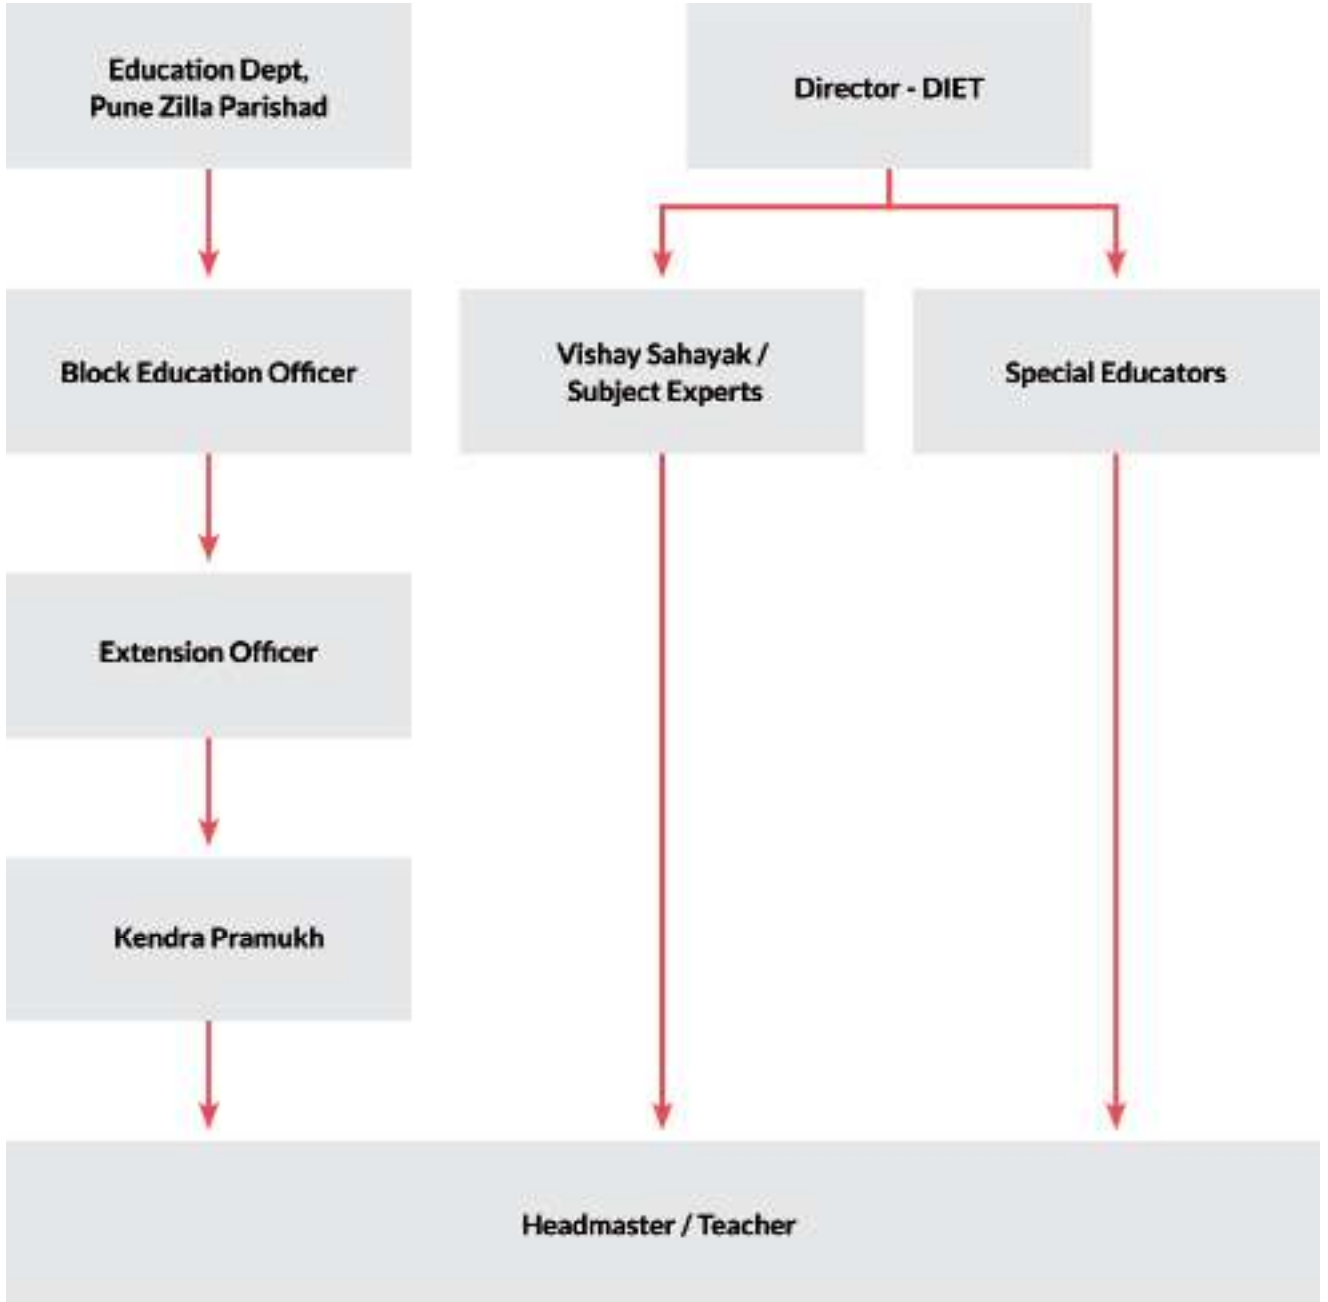 Education Dept,
Pune Zilla Parishad
Director - DIET
Block Education Officer
Vishay Sahayak /
Subject Experts
Special Educators
Extension Officer
Kendra Pramukh
Headmaster / Teacher